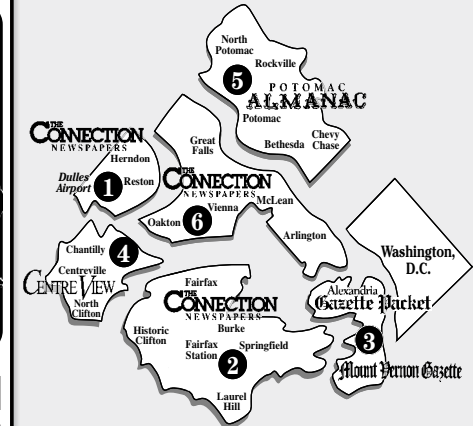 North
Potomac
Rockville
5
POTOMAC
ALMANAC
Potomac
Bethesda
Chevy
Chase
THE
CONNECTION
NEWSPAPERS
Herndon
Dulles
Airport
1
Reston
Great
Falls
THE
CONNECTION
NEWSPAPERS
McLean
Vienna
Oakton
6
Arlington
Chantilly
4
Centreville
CENTRE VIEW
North
Clifton
Washington,
D.C.
Fairfax
THE
CONNECTION
NEWSPAPERS
Burke
Historic
Clifton
Fairfax
Station
2
Springfield
Laurel
Hill
Alexandria
Gazette Packet
3
Mount Vernon Gazette